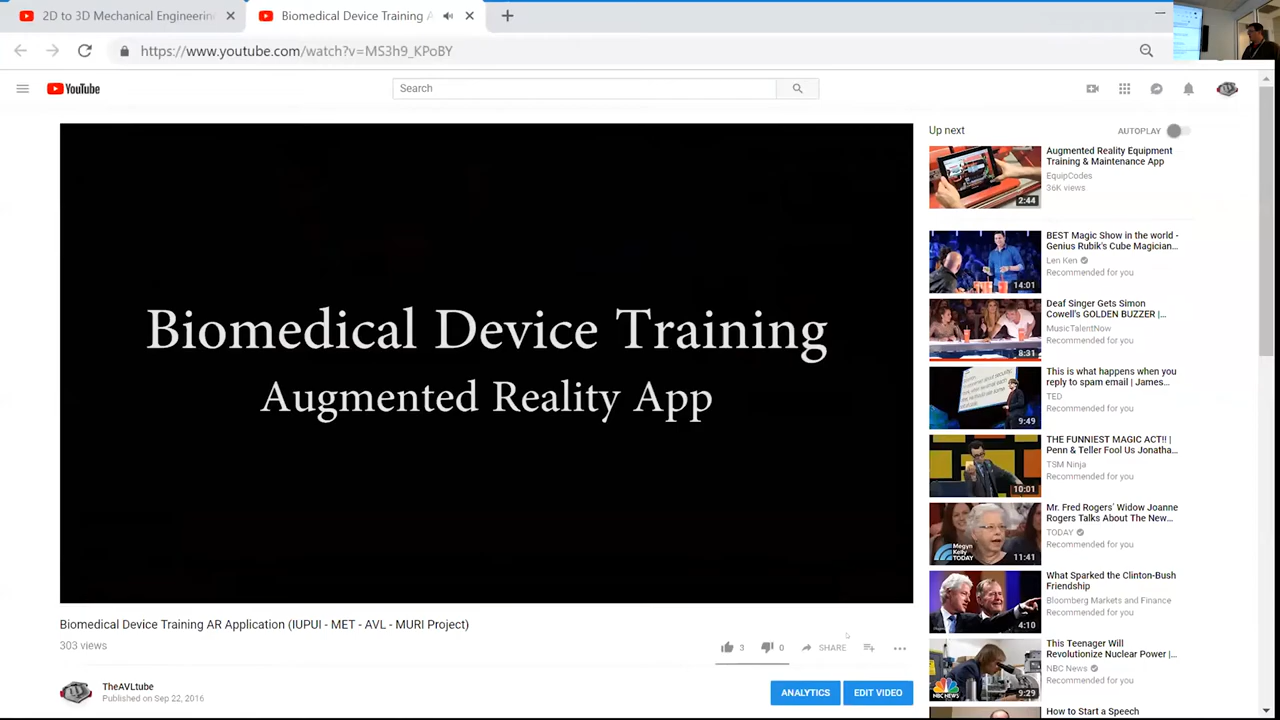 2D to 3D Mechanical Engineerin
Biomedical Device Training A
https://www.youtube.com/watch?v=MS3h9_KPoBY
YouTube
Search
Biomedical Device Training
Augmented Reality App
Biomedical Device Training AR Application (IUPUI - MET - AVL - MURI Project)
303 views
3
0
SHARE
TheAVLtube
Published on Sep 22, 2016
ANALYTICS
EDIT VIDEO
Up next
AUTOPLAY
2:44
Augmented Reality Equipment
Training & Maintenance App
EquipCodes
36K views
14:01
BEST Magic Show in the world -
Genius Rubik's Cube Magician...
Len Ken
Recommended for you
8:31
Deaf Singer Gets Simon
Cowell's GOLDEN BUZZER |...
MusicTalentNow
Recommended for you
9:49
This is what happens when you
reply to spam email | James...
TED
Recommended for you
10:01
THE FUNNIEST MAGIC ACT!! |
Penn & Teller Fool Us Jonatha...
TSM Ninja
Recommended for you
Megyn
Kelly
TODAY
11:41
Mr. Fred Rogers' Widow Joanne
Rogers Talks About The New...
TODAY
Recommended for you
4:10
What Sparked the Clinton-Bush
Friendship
Bloomberg Markets and Finance
Recommended for you
NBC NEWS
9:29
This Teenager Will
Revolutionize Nuclear Power |...
NBC News
Recommended for you
How to Start a Speech